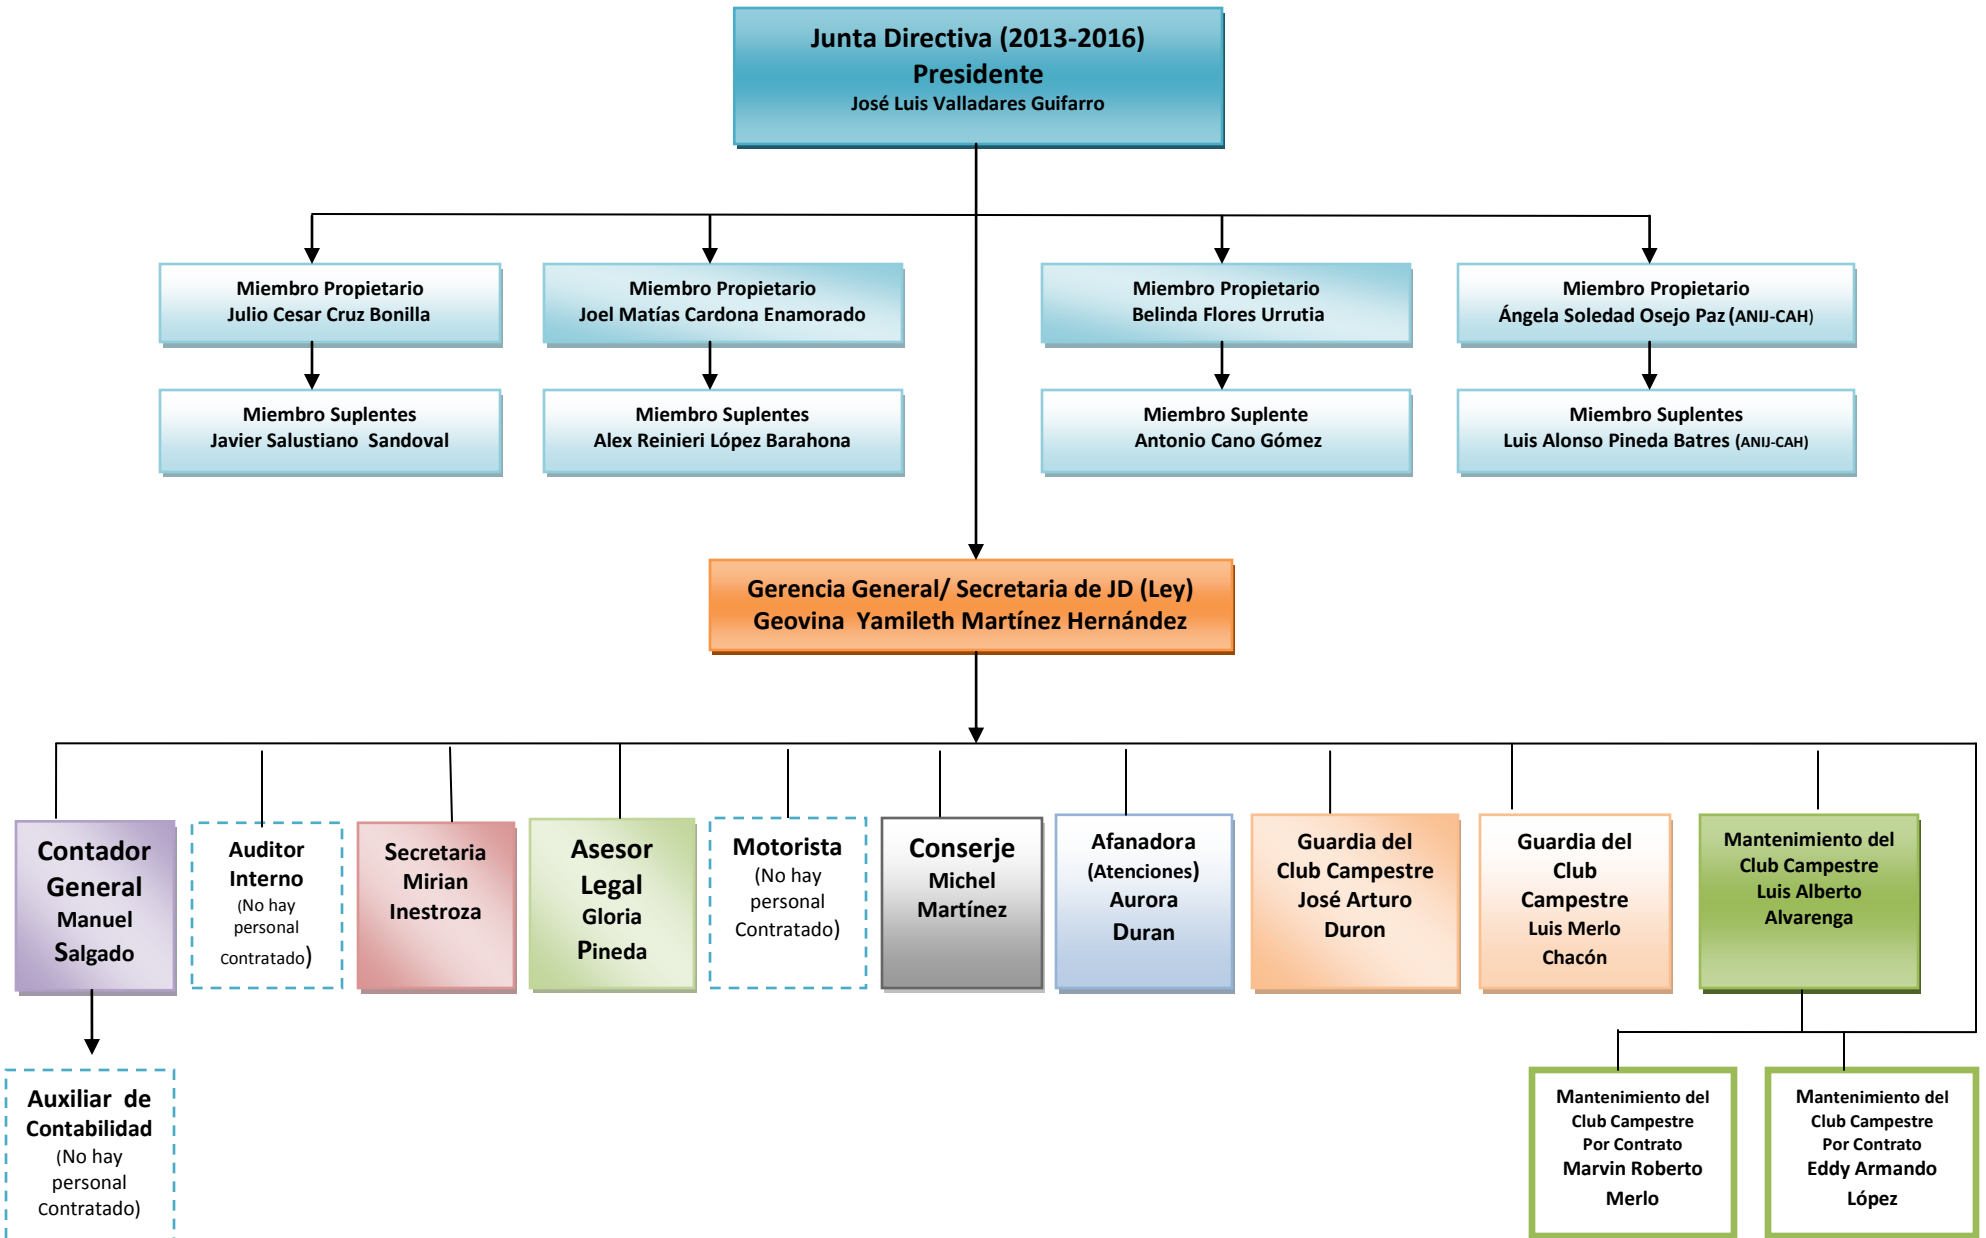 Junta Directiva (2013-2016)
Presidente
José Luis Valladares Guifarro
Miembro Propietario
Julio Cesar Cruz Bonilla
Miembro Propietario
Joel Matías Cardona Enamorado
Miembro Propietario
Belinda Flores Urrutia
Miembro Propietario
Ángela Soledad Osejo Paz (ANIJ-CAH)
Miembro Suplentes
Javier Salustiano Sandoval
Miembro Suplentes
Alex Reinieri López Barahona
Miembro Suplente
Antonio Cano Gómez
Miembro Suplentes
Luis Alonso Pineda Batres (ANIJ-CAH)
Gerencia General/ Secretaria de JD (Ley)
Geovina Yamileth Martínez Hernández
Contador
General
Manuel
Salgado
Auditor
Interno
(No hay
personal
Contratado)
Secretaria
Mirian
Inestroza
Asesor
Legal
Gloria
Pineda
Motorista
(No hay
personal
Contratado)
Conserje
Michel
Martínez
Afanadora
(Atenciones)
Aurora
Duran
Guardia del
Club Campestre
José Arturo
Duron
Guardia del
Club
Campestre
Luis Merlo
Chacón
Mantenimiento del
Club Campestre
Luis Alberto
Alvarenga
Auxiliar de
Contabilidad
(No hay
personal
Contratado)
Mantenimiento del
Club Campestre
Por Contrato
Marvin Roberto
Merlo
Mantenimiento del
Club Campestre
Por Contrato
Eddy Armando
López